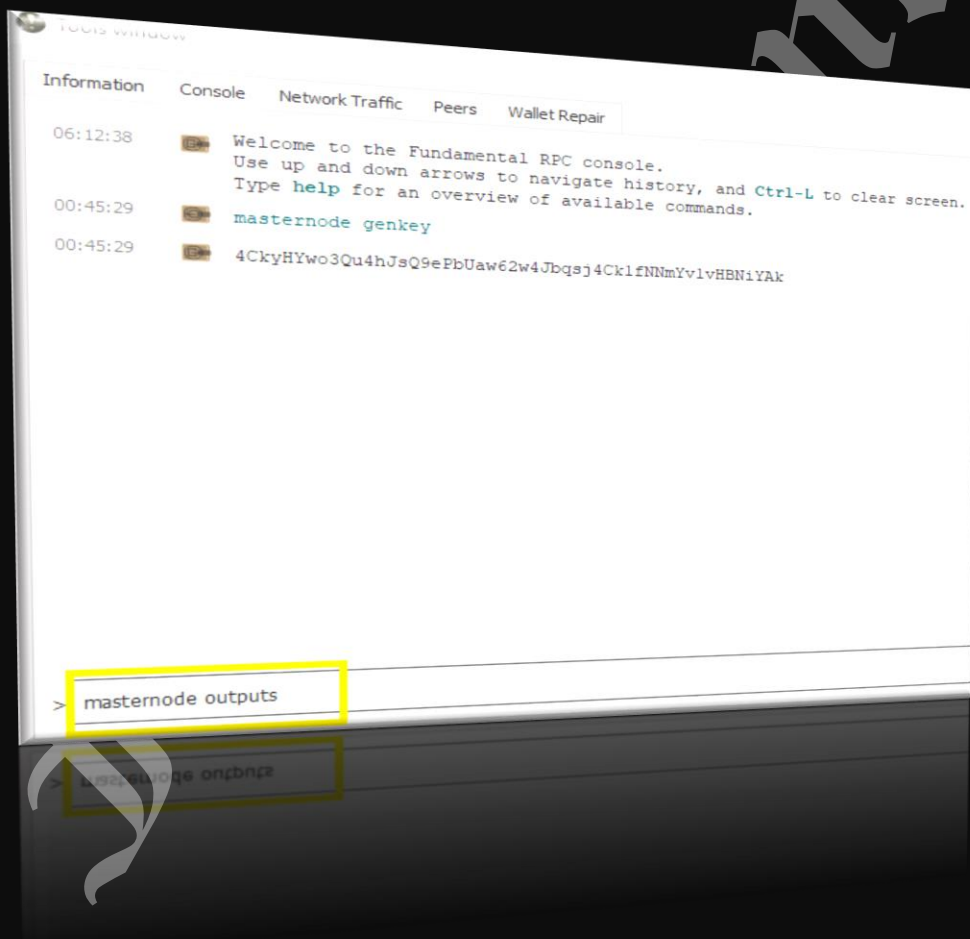 Tools window
Information Console Network Traffic Peers Wallet Repair
06:12:38 Welcome to the Fundamental RPC console.
Use up and down arrows to navigate history, and Ctrl-L to clear screen.
Type help for an overview of available commands.
00:45:29 masternode genkey
00:45:29 4CkyHYwo3Qu4hJsQ9ePbUaw62w4Jbqsj4CklfNNmYvlvHBNiYAk
> masternode outputs